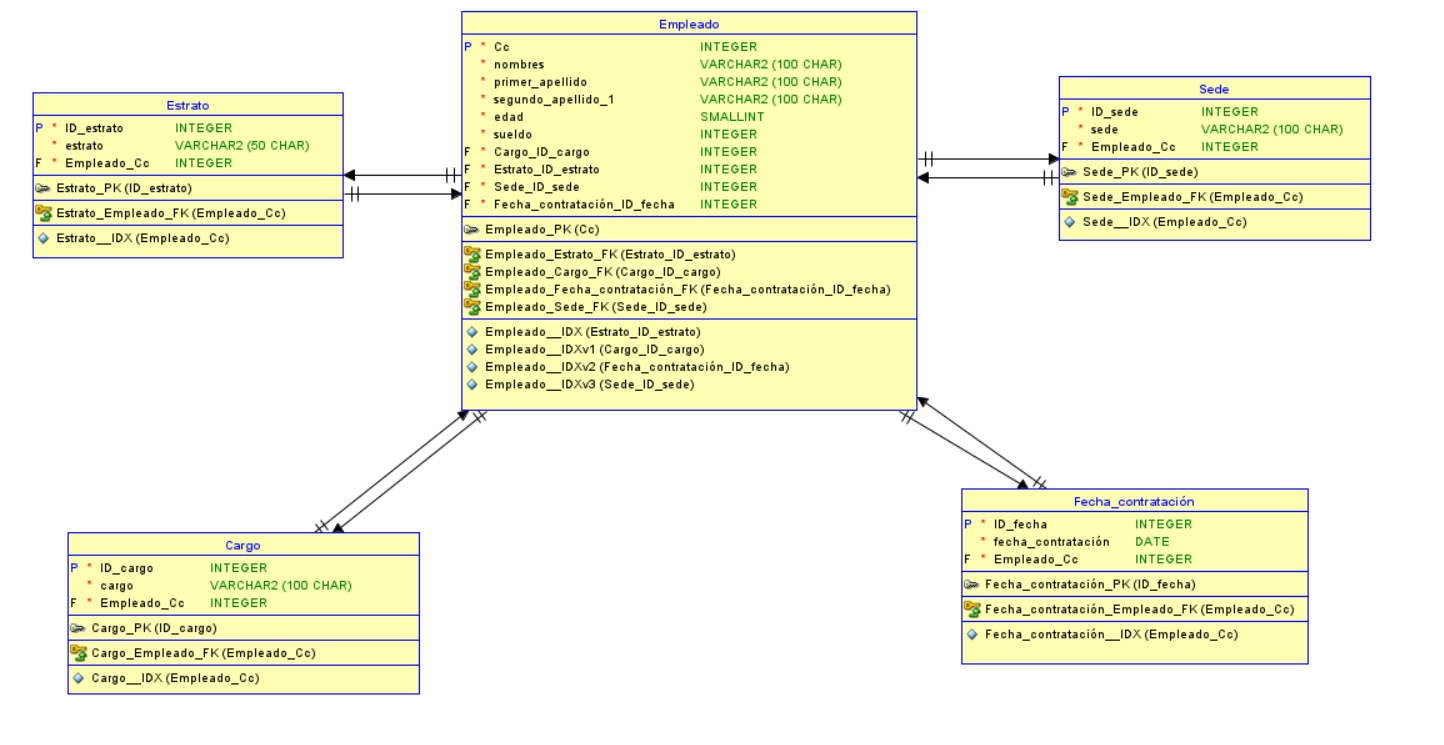 Empleado
P * Cc INTEGER
* nombres VARCHAR2 (100 CHAR)
* primer_apellido VARCHAR2 (100 CHAR)
* segundo_apellido_1 VARCHAR2 (100 CHAR)
* edad SMALLINT
* sueldo INTEGER
F * Cargo_ID_cargo INTEGER
F * Estrato_ID_estrato INTEGER
F * Sede_ID_sede INTEGER
F * Fecha_contratación_ID_fecha INTEGER
Empleado_PK (Cc)
Empleado_Estrato_FK (Estrato_ID_estrato)
Empleado_Cargo_FK (Cargo_ID_cargo)
Empleado_Fecha_contratación_FK (Fecha_contratación_ID_fecha)
Empleado_Sede_FK (Sede_ID_sede)
Empleado__IDX (Estrato_ID_estrato)
Empleado__IDXv1 (Cargo_ID_cargo)
Empleado__IDXv2 (Fecha_contratación_ID_fecha)
Empleado__IDXv3 (Sede_ID_sede)
Estrato
P * ID_estrato INTEGER
* estrato VARCHAR2 (50 CHAR)
F * Empleado_Cc INTEGER
Estrato_PK (ID_estrato)
Estrato_Empleado_FK (Empleado_Cc)
Estrato__IDX (Empleado_Cc)
Sede
P * ID_sede INTEGER
* sede VARCHAR2 (100 CHAR)
F * Empleado_Cc INTEGER
Sede_PK (ID_sede)
Sede_Empleado_FK (Empleado_Cc)
Sede__IDX (Empleado_Cc)
Cargo
P * ID_cargo INTEGER
* cargo VARCHAR2 (100 CHAR)
F * Empleado_Cc INTEGER
Cargo_PK (ID_cargo)
Cargo_Empleado_FK (Empleado_Cc)
Cargo__IDX (Empleado_Cc)
Fecha_contratación
P * ID_fecha INTEGER
* fecha_contratación DATE
F * Empleado_Cc INTEGER
Fecha_contratación_PK (ID_fecha)
Fecha_contratación_Empleado_FK (Empleado_Cc)
Fecha_contratación__IDX (Empleado_Cc)